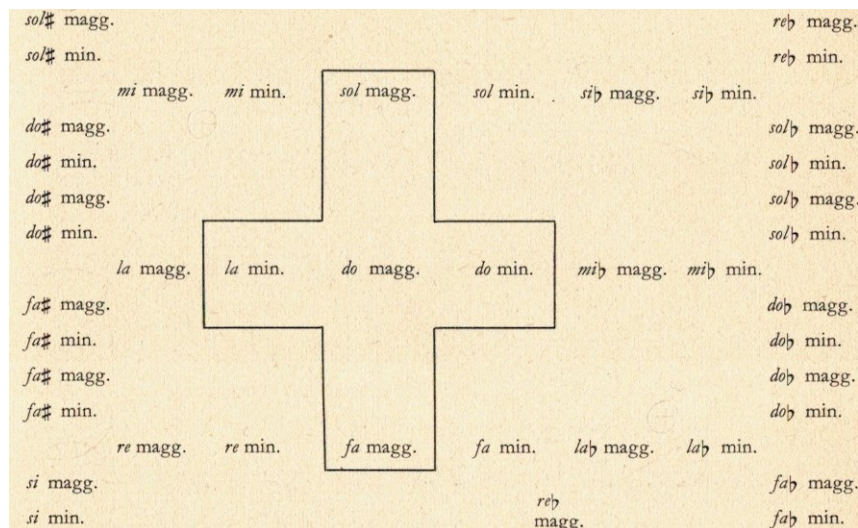 sol♯ magg. re♭ magg.
sol♯ min. re♭ min.
mi magg. mi min. sol magg. sol min. si♭ magg. si♭ min.
do♯ magg. sol♭ magg.
do♯ min. sol♭ min.
do♯ magg. sol♭ magg.
do♯ min. sol♭ min.
la magg. la min. do magg. do min. mi♭ magg. mi♭ min.
fa♯ magg. do♭ magg.
fa♯ min. do♭ min.
fa♯ magg. do♭ magg.
fa♯ min. do♭ min.
re magg. re min. fa magg. fa min. la♭ magg. la♭ min.
si magg. fa♭ magg.
re♭
si min. magg. fa♭ min.